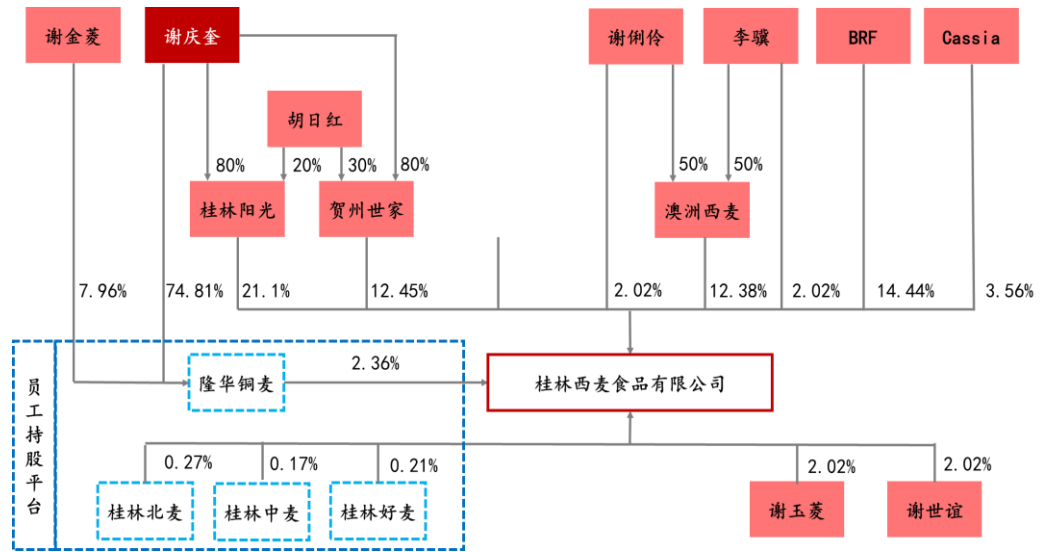 谢金菱
谢庆奎
谢俐伶
李骥
BRF
Cassia
胡日红
80%
20%
30%
80%
50%
50%
桂林阳光
贺州世家
澳洲西麦
7.96%
74.81%
21.1%
12.45%
2.02%
12.38%
2.02%
14.44%
3.56%
员工持股平台
隆华铜麦
2.36%
桂林西麦食品有限公司
0.27%
0.17%
0.21%
2.02%
2.02%
桂林北麦
桂林中麦
桂林好麦
谢玉菱
谢世谊